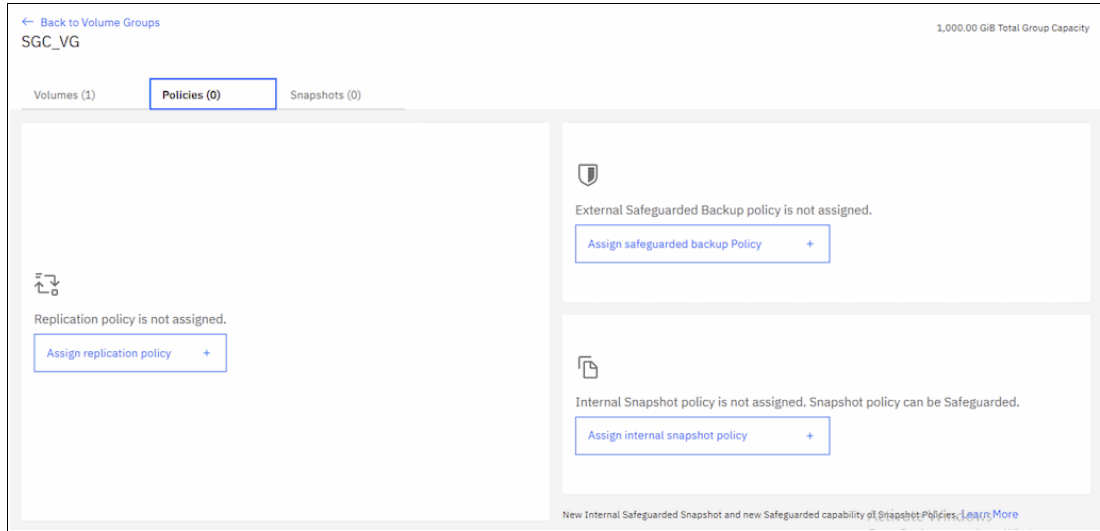 ← Back to Volume Groups
SGC_VG
1,000.00 GiB Total Group Capacity
Volumes (1)
Policies (0)
Snapshots (0)
Replication policy is not assigned.
Assign replication policy +
External Safeguarded Backup policy is not assigned.
Assign safeguarded backup Policy +
Internal Snapshot policy is not assigned. Snapshot policy can be Safeguarded.
Assign internal snapshot policy +
New Internal Safeguarded Snapshot and new Safeguarded capability of Snapshot Policies. Learn More
Activate Windows